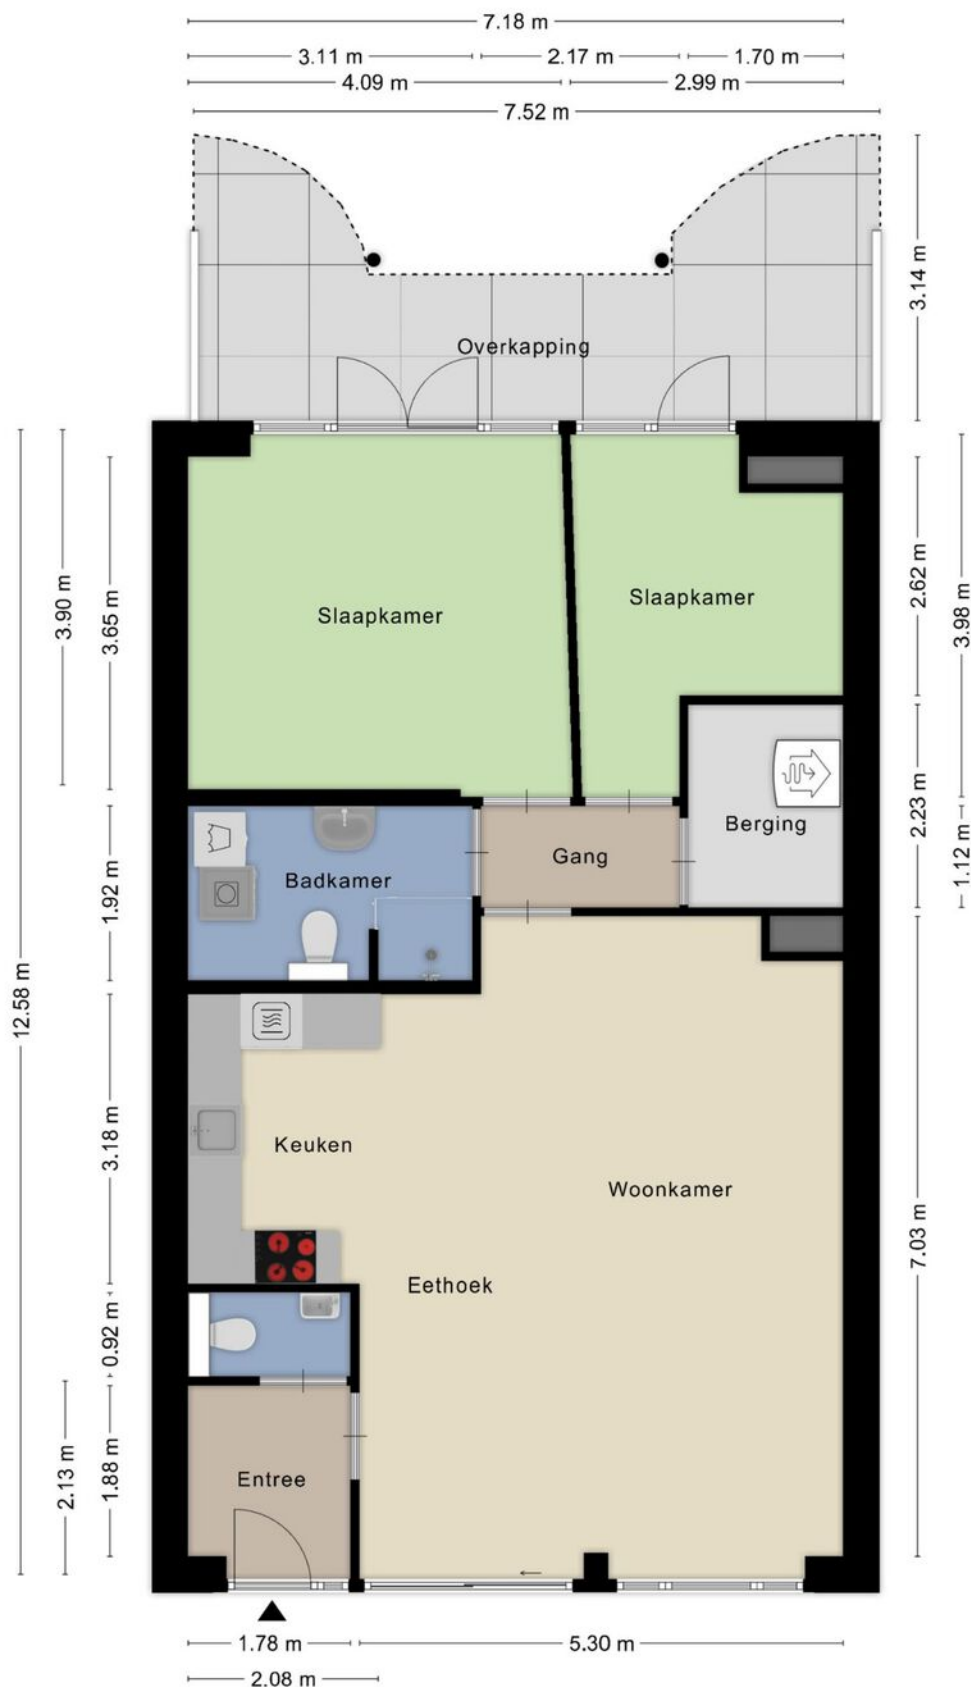 7.18 m
3.11 m
2.17 m
1.70 m
4.09 m
2.99 m
7.52 m
3.14 m
Overkapping
3.90 m
3.65 m
Slaapkamer
Slaapkamer
2.62 m
3.98 m
12.58 m
1.92 m
Badkamer
Gang
Berging
2.23 m
1.12 m
3.18 m
Keuken
Woonkamer
Eethoek
7.03 m
0.92 m
2.13 m
1.88 m
Entree
1.78 m
5.30 m
2.08 m